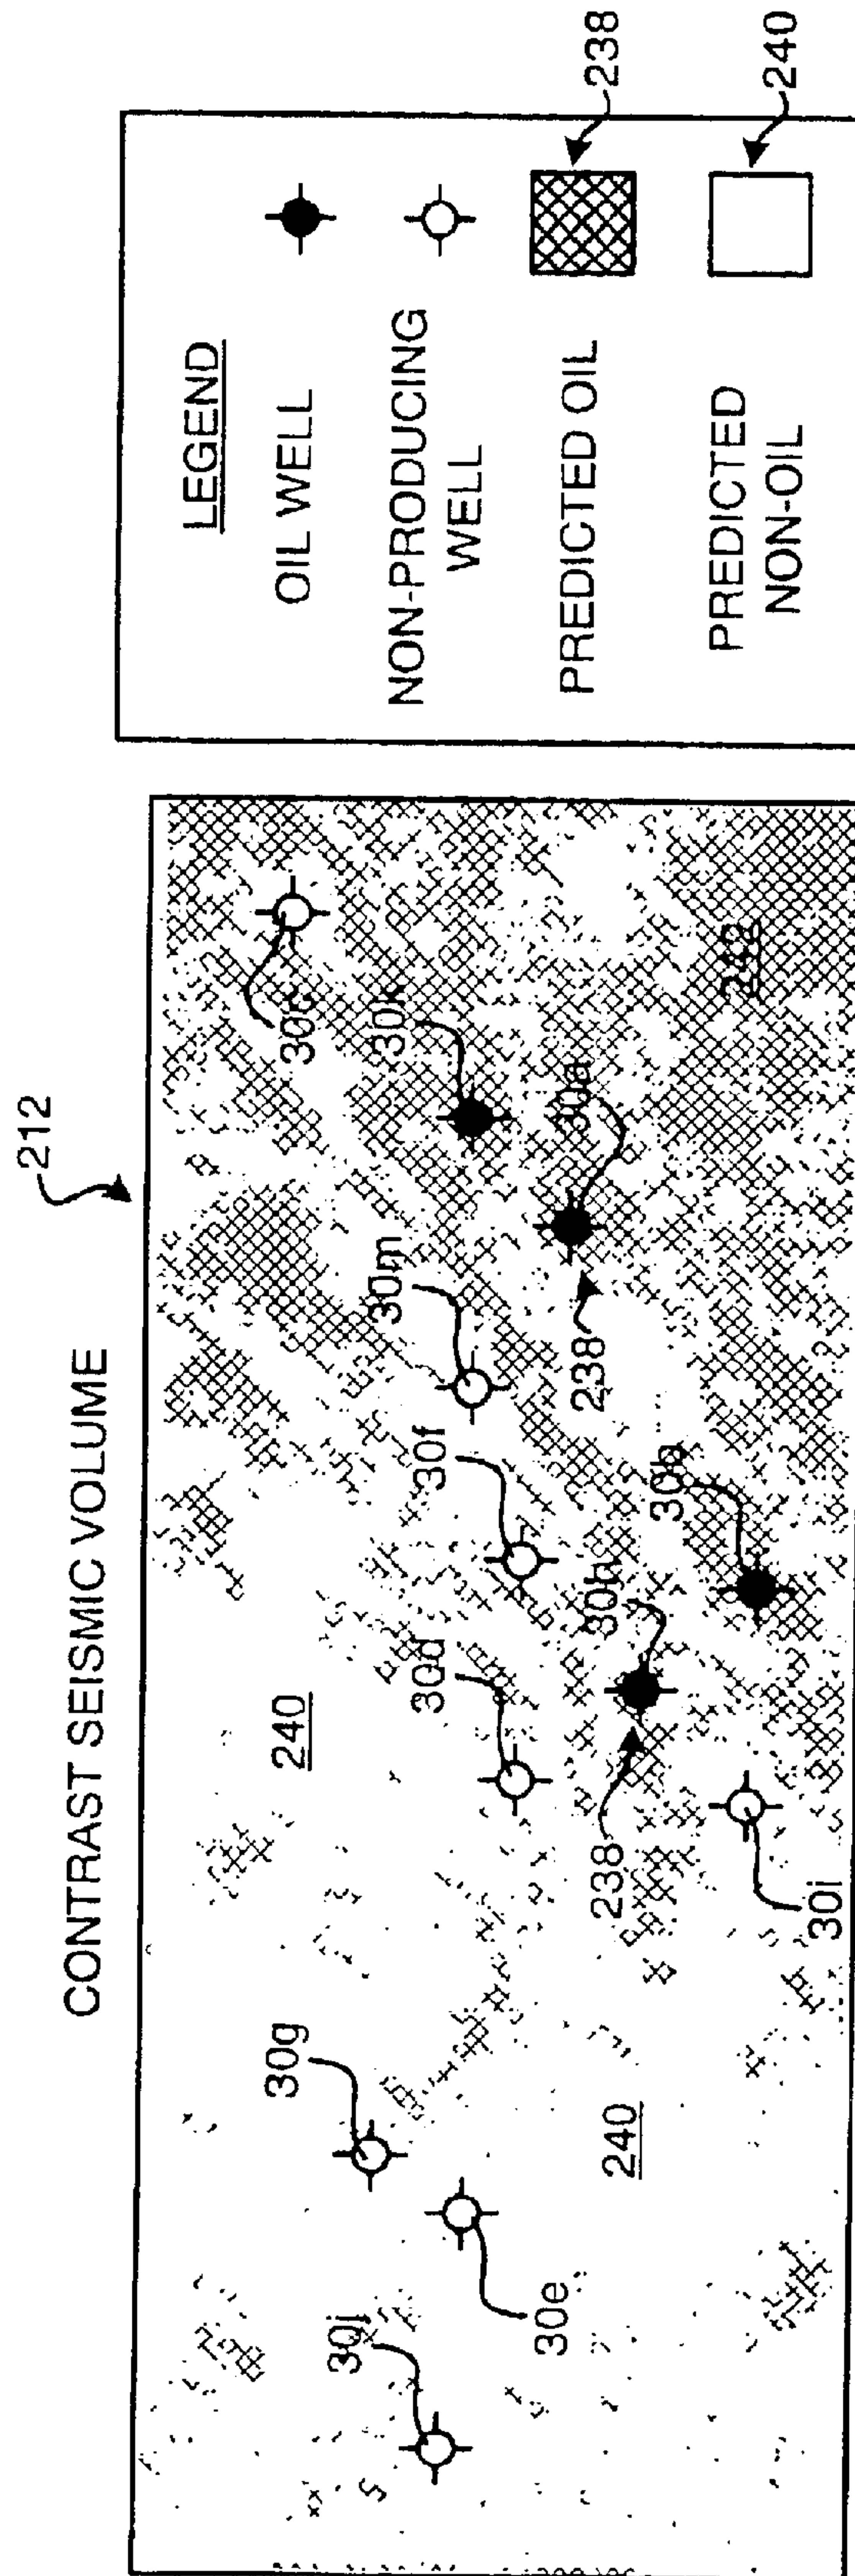 CONTRAST SEISMIC VOLUME
212
30j
30e
30g
240
240
30d
30f
30m
238
30i
30h
30b
238
30a
30k
30c
242
LEGEND
OIL WELL
NON-PRODUCING
WELL
PREDICTED OIL
238
PREDICTED
NON-OIL
240